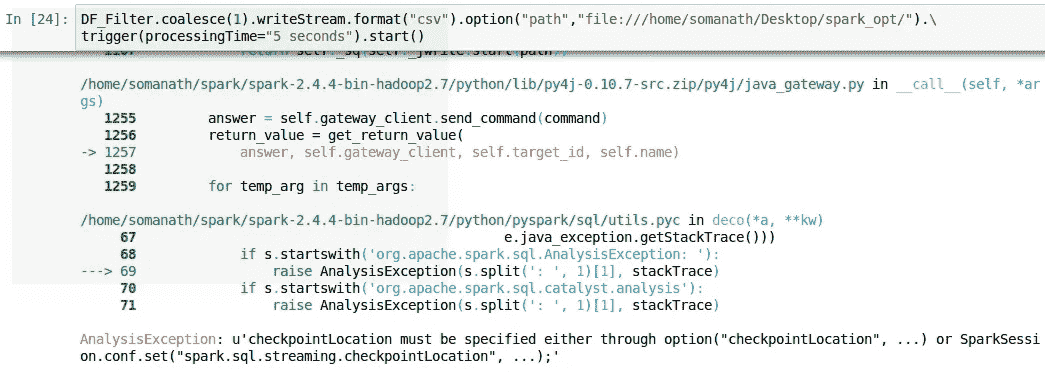 In [24]: DF_Filter.coalesce(1).writeStream.format("csv").option("path","file:///home/somanath/Desktop/spark_opt/").\
trigger(processingTime="5 seconds").start()
/home/somanath/spark/spark-2.4.4-bin-hadoop2.7/python/lib/py4j-0.10.7-src.zip/py4j/java_gateway.py in __call__(self, *ar
gs)
1255 answer = self.gateway_client.send_command(command)
1256 return_value = get_return_value(
-> 1257 answer, self.gateway_client, self.target_id, self.name)
1258
1259 for temp_arg in temp_args:
/home/somanath/spark/spark-2.4.4-bin-hadoop2.7/python/pyspark/sql/utils.pyc in deco(*a, **kw)
67 e.java_exception.getStackTrace()))
68 if s.startswith('org.apache.spark.sql.AnalysisException: '):
---> 69 raise AnalysisException(s.split(': ', 1)[1], stackTrace)
70 if s.startswith('org.apache.spark.sql.catalyst.analysis'):
71 raise AnalysisException(s.split(': ', 1)[1], stackTrace)
AnalysisException: u'checkpointLocation must be specified either through option("checkpointLocation", ...) or SparkSessi
on.conf.set("spark.sql.streaming.checkpointLocation", ...);'